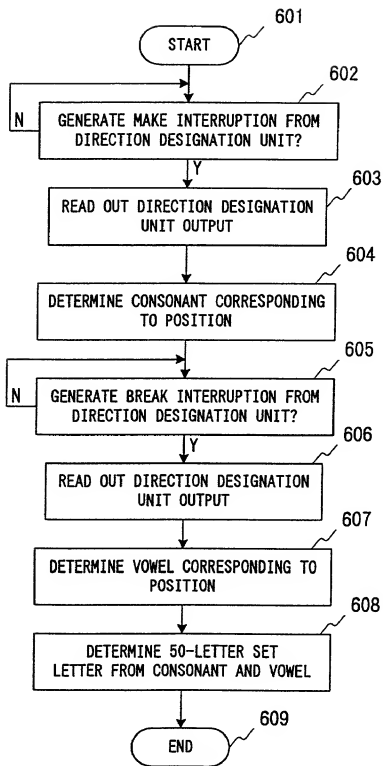 601
START
602
GENERATE MAKE INTERRUPTION FROM
DIRECTION DESIGNATION UNIT?
N
Y
603
READ OUT DIRECTION DESIGNATION
UNIT OUTPUT
604
DETERMINE CONSONANT CORRESPONDING
TO POSITION
605
GENERATE BREAK INTERRUPTION FROM
DIRECTION DESIGNATION UNIT?
N
Y
606
READ OUT DIRECTION DESIGNATION
UNIT OUTPUT
607
DETERMINE VOWEL CORRESPONDING TO
POSITION
608
DETERMINE 50-LETTER SET
LETTER FROM CONSONANT AND VOWEL
609
END